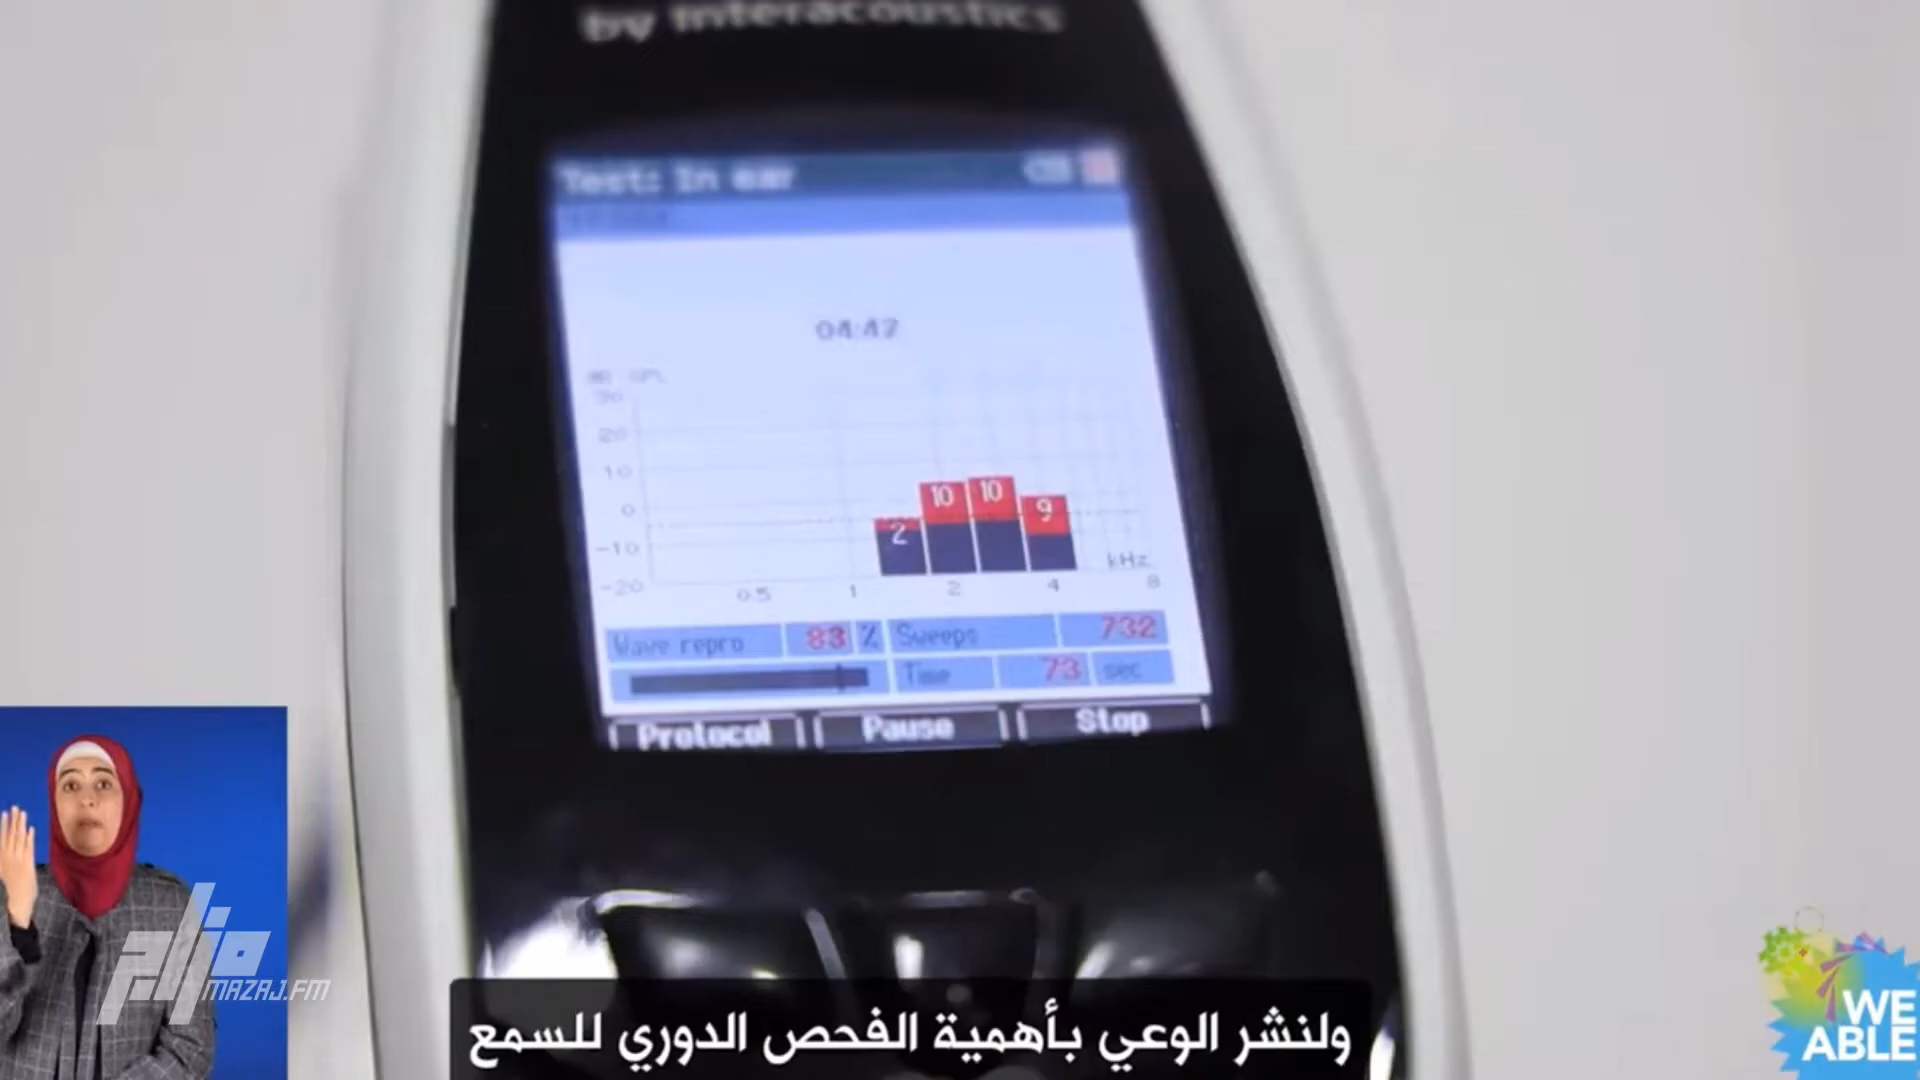 by Interacoustics
Test: In ear
04:47
dB SPL
30
20
10
0
-10
-20
2
10
10
9
kHz
0.5
1
2
4
8
Wave repro 83 % Sweeps 732
Time 73 sec
Protocol Pause Stop
مزاج
MAZAJ.FM
ولنشر الوعي بأهمية الفحص الدوري للسمع
WE
ABLE